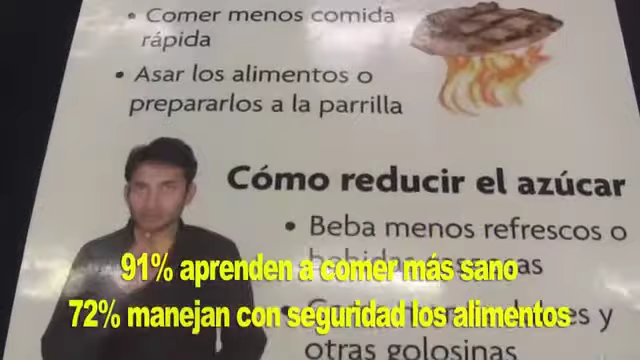 • Comer menos comida
rápida
• Asar los alimentos o
prepararlos a la parrilla
Cómo reducir el azúcar
• Beba menos refrescos o
91% aprenden a comer más sano
72% manejan con seguridad los alimentos
y
otras golosinas